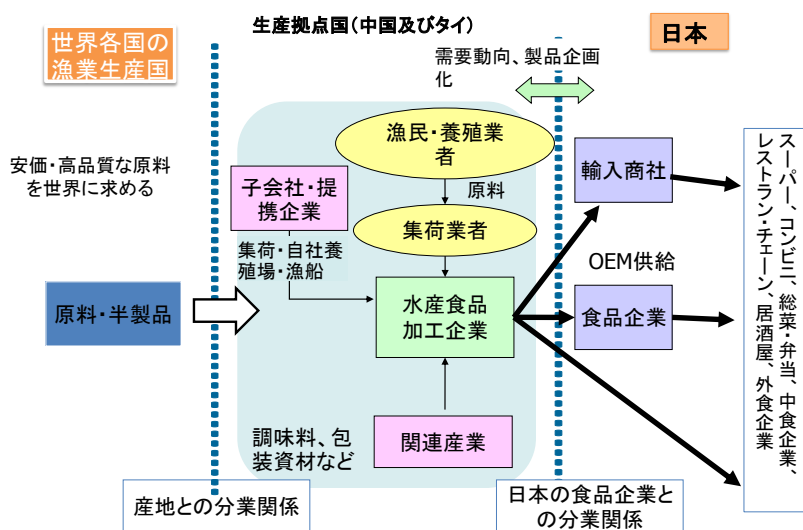 生産拠点国(中国及びタイ)
世界各国の
漁業生産国
日本
需要動向、製品企画
化
漁民・養殖業
者
安価・高品質な原料
を世界に求める
子会社・提
携企業
原料
輸入商社
集荷業者
集荷・自社養
殖場・漁船
OEM供給
原料・半製品
水産食品
加工企業
食品企業
スーパー、コンビニ、総菜・弁当、中食企業、
レストラン・チェーン、居酒屋、外食企業
調味料、包
装資材など
関連産業
産地との分業関係
日本の食品企業と
の分業関係